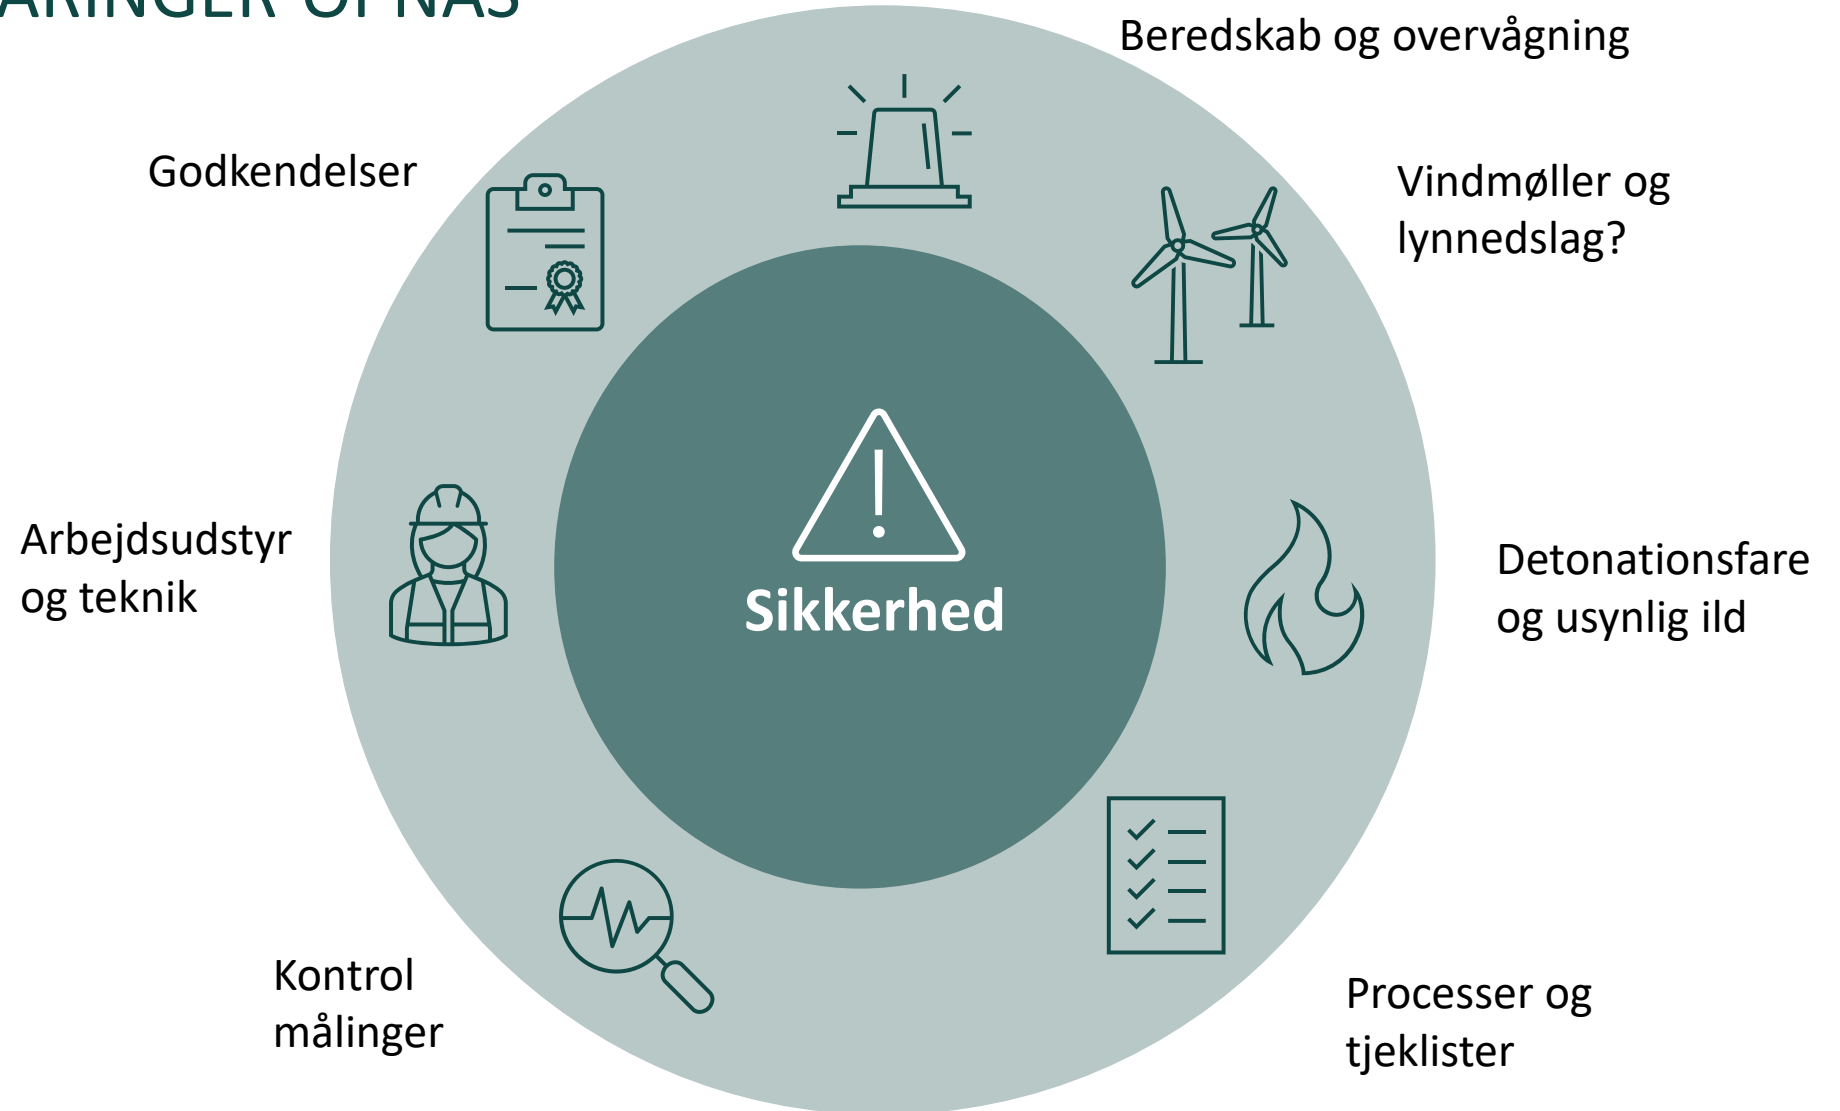 Beredskab og overvågning
Godkendelser
Vindmøller og
lynnedslag?
Arbejdsudstyr
og teknik
Sikkerhed
Detonationsfare
og usynlig ild
Kontrol
målinger
Processer og
tjeklister